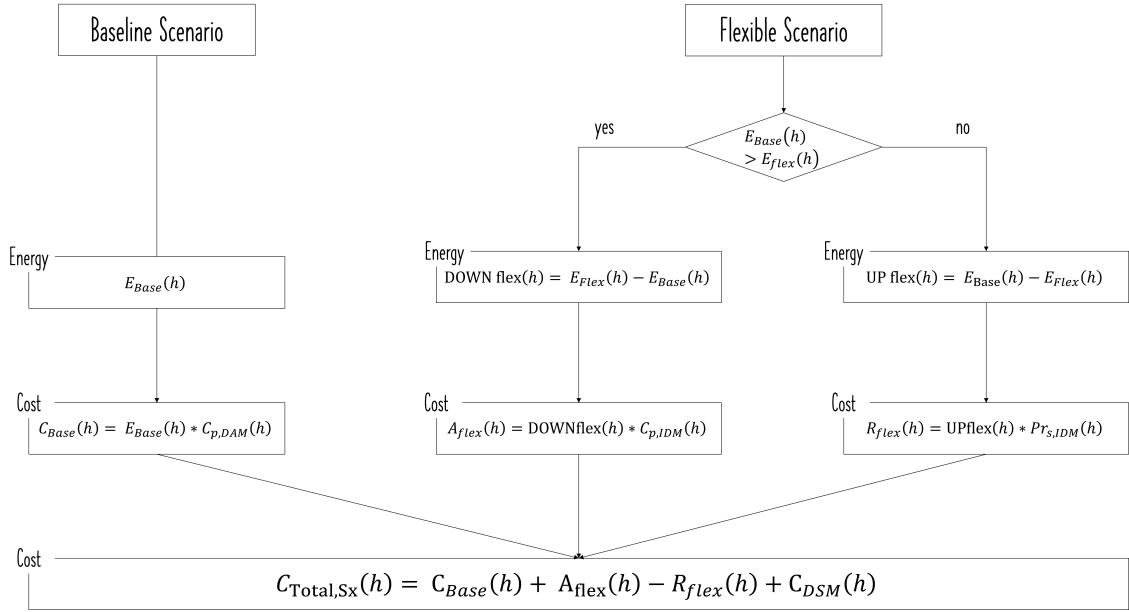 Baseline Scenario
Flexible Scenario
yes
E_Base(h)
> E_flex(h)
no
Energy
E_Base(h)
Energy
DOWN flex(h) = E_Flex(h) − E_Base(h)
Energy
UP flex(h) = E_Base(h) − E_Flex(h)
Cost
C_Base(h) = E_Base(h) * C_p,DAM(h)
Cost
A_flex(h) = DOWNflex(h) * C_p,IDM(h)
Cost
R_flex(h) = UPflex(h) * Pr_s,IDM(h)
Cost
C_Total,Sx(h) = C_Base(h) + A_flex(h) − R_flex(h) + C_DSM(h)